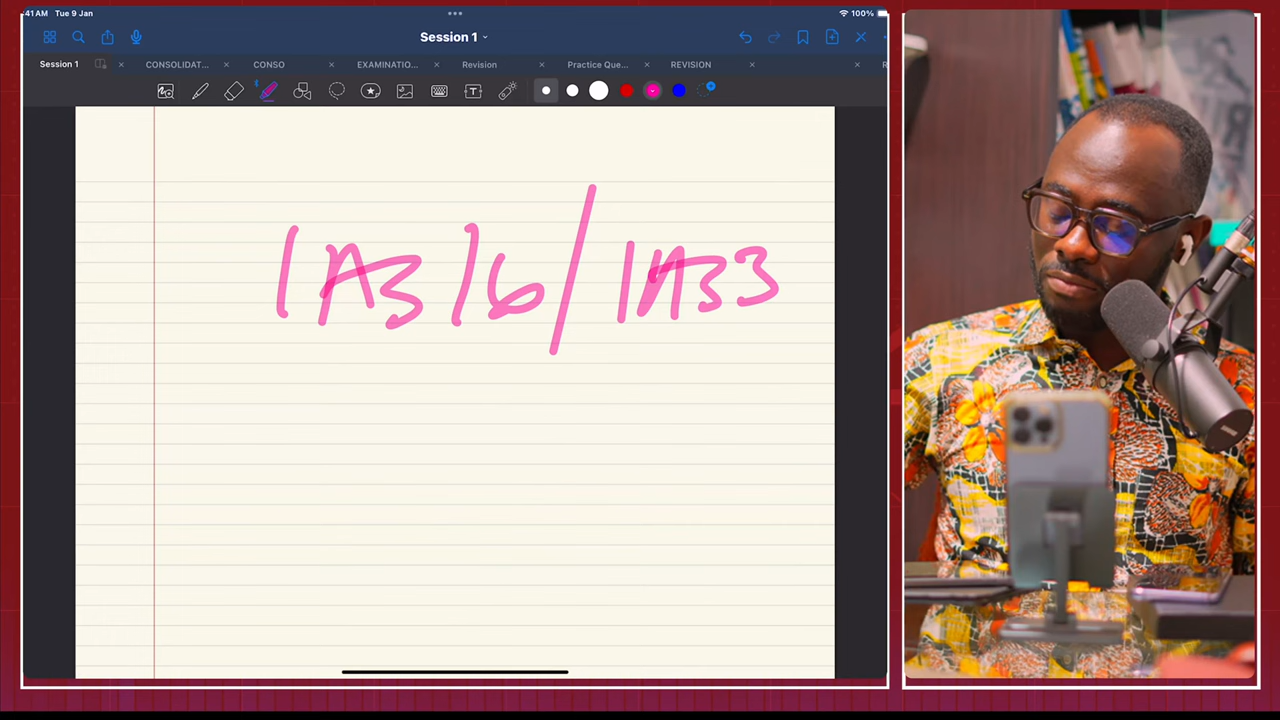 :41 AM Tue 9 Jan 100%
Session 1
Session 1 CONSOLIDAT... CONSO EXAMINATIO... Revision Practice Que... REVISION
IAS 16/IAS 33